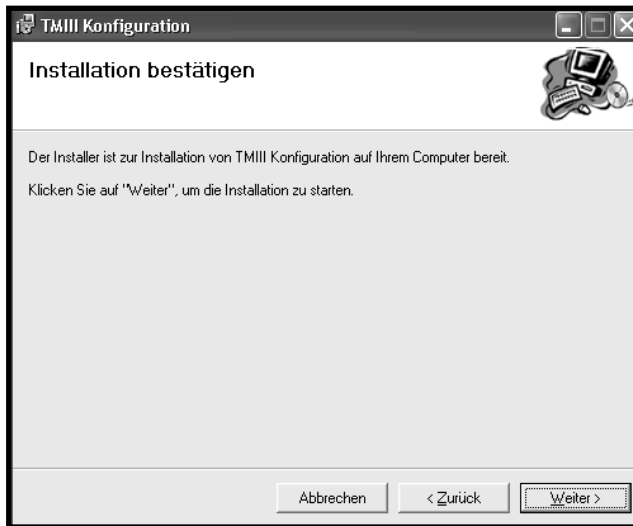 TMIII Konfiguration
Installation bestätigen
Der Installer ist zur Installation von TMIII Konfiguration auf Ihrem Computer bereit.
Klicken Sie auf "Weiter", um die Installation zu starten.
Abbrechen
< Zurück
Weiter >